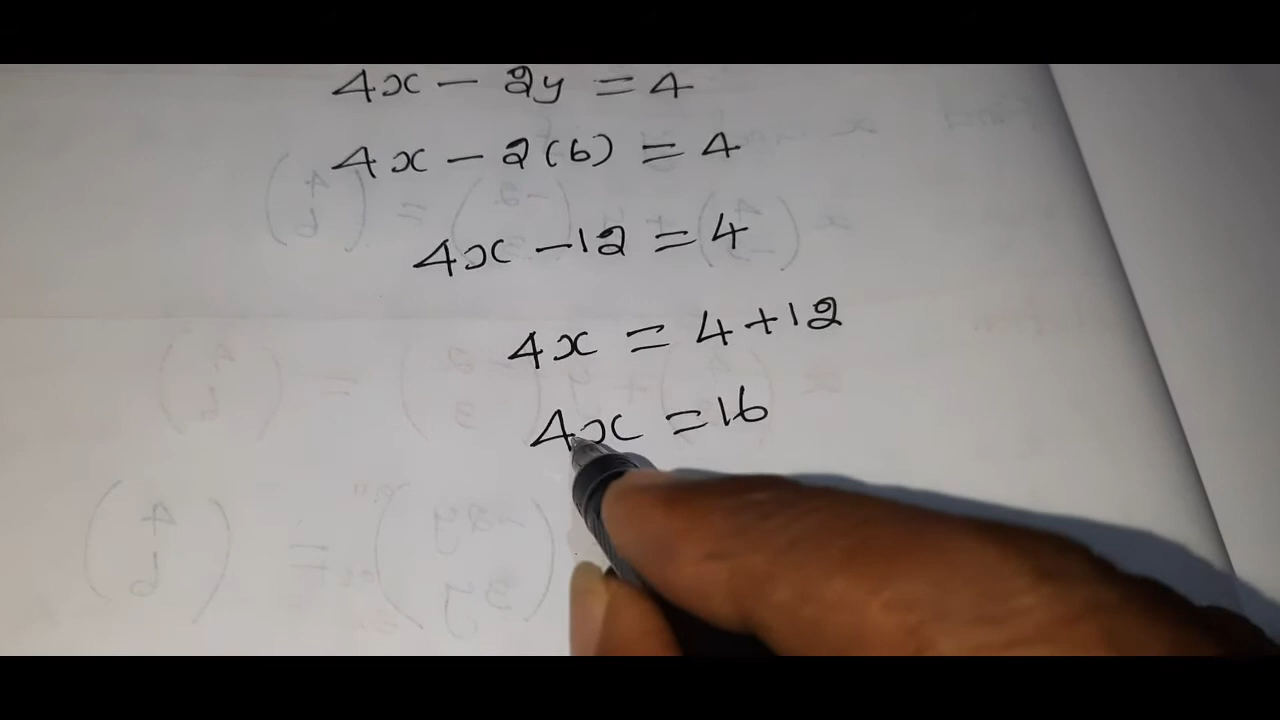 4x - 2y = 4
4x - 2(6) = 4
4x - 12 = 4
4x = 4 + 12
4x = 16